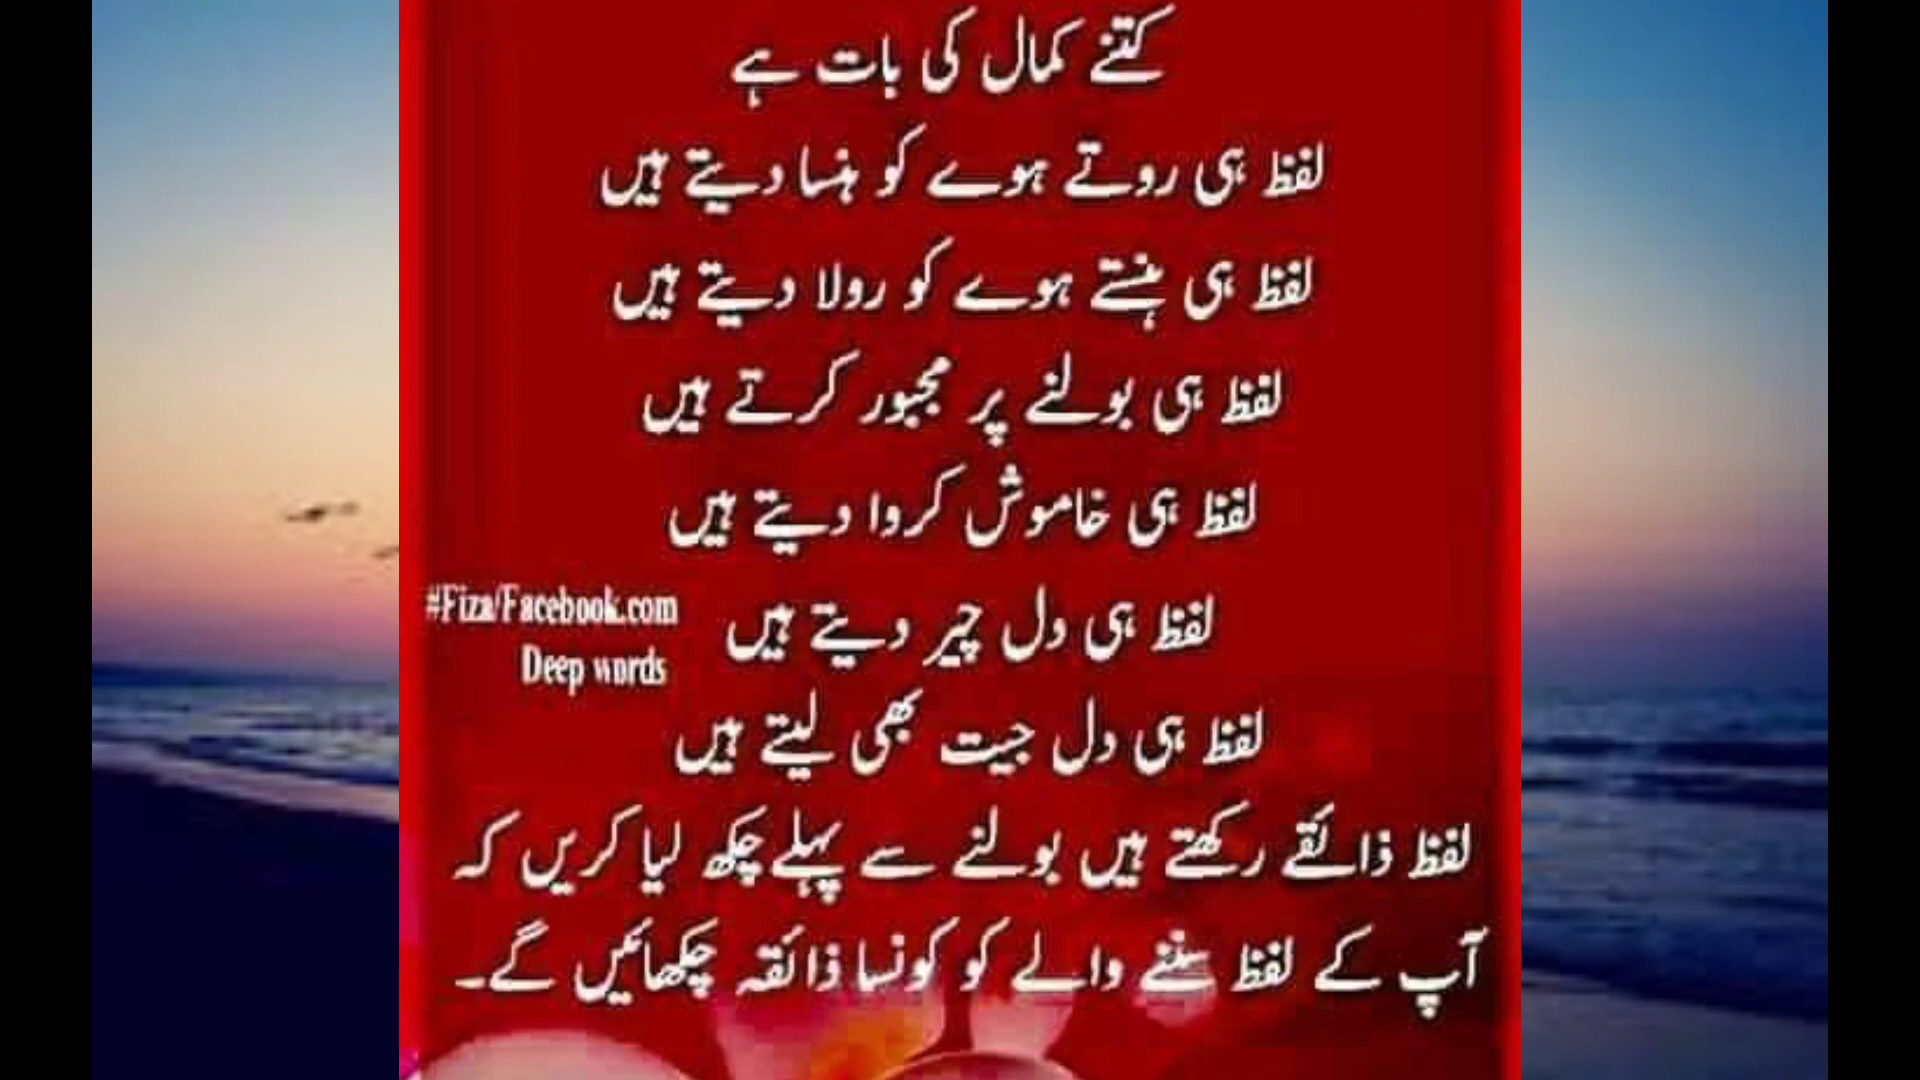 کتنے کمال کی بات ہے
لفظ ہی روتے ہوے کو ہنسا دیتے ہیں
لفظ ہی ہنستے ہوے کو رولا دیتے ہیں
لفظ ہی بولنے پر مجبور کرتے ہیں
لفظ ہی خاموش کروا دیتے ہیں
لفظ ہی دل چیر دیتے ہیں
#Fiza/Facebook.com
Deep words
لفظ ہی دل جیت بھی لیتے ہیں
لفظ ذائقے رکھتے ہیں بولنے سے پہلے چکھ لیا کریں کہ
آپ کے لفظ سننے والے کو کونسا ذائقہ چکھائیں گے۔